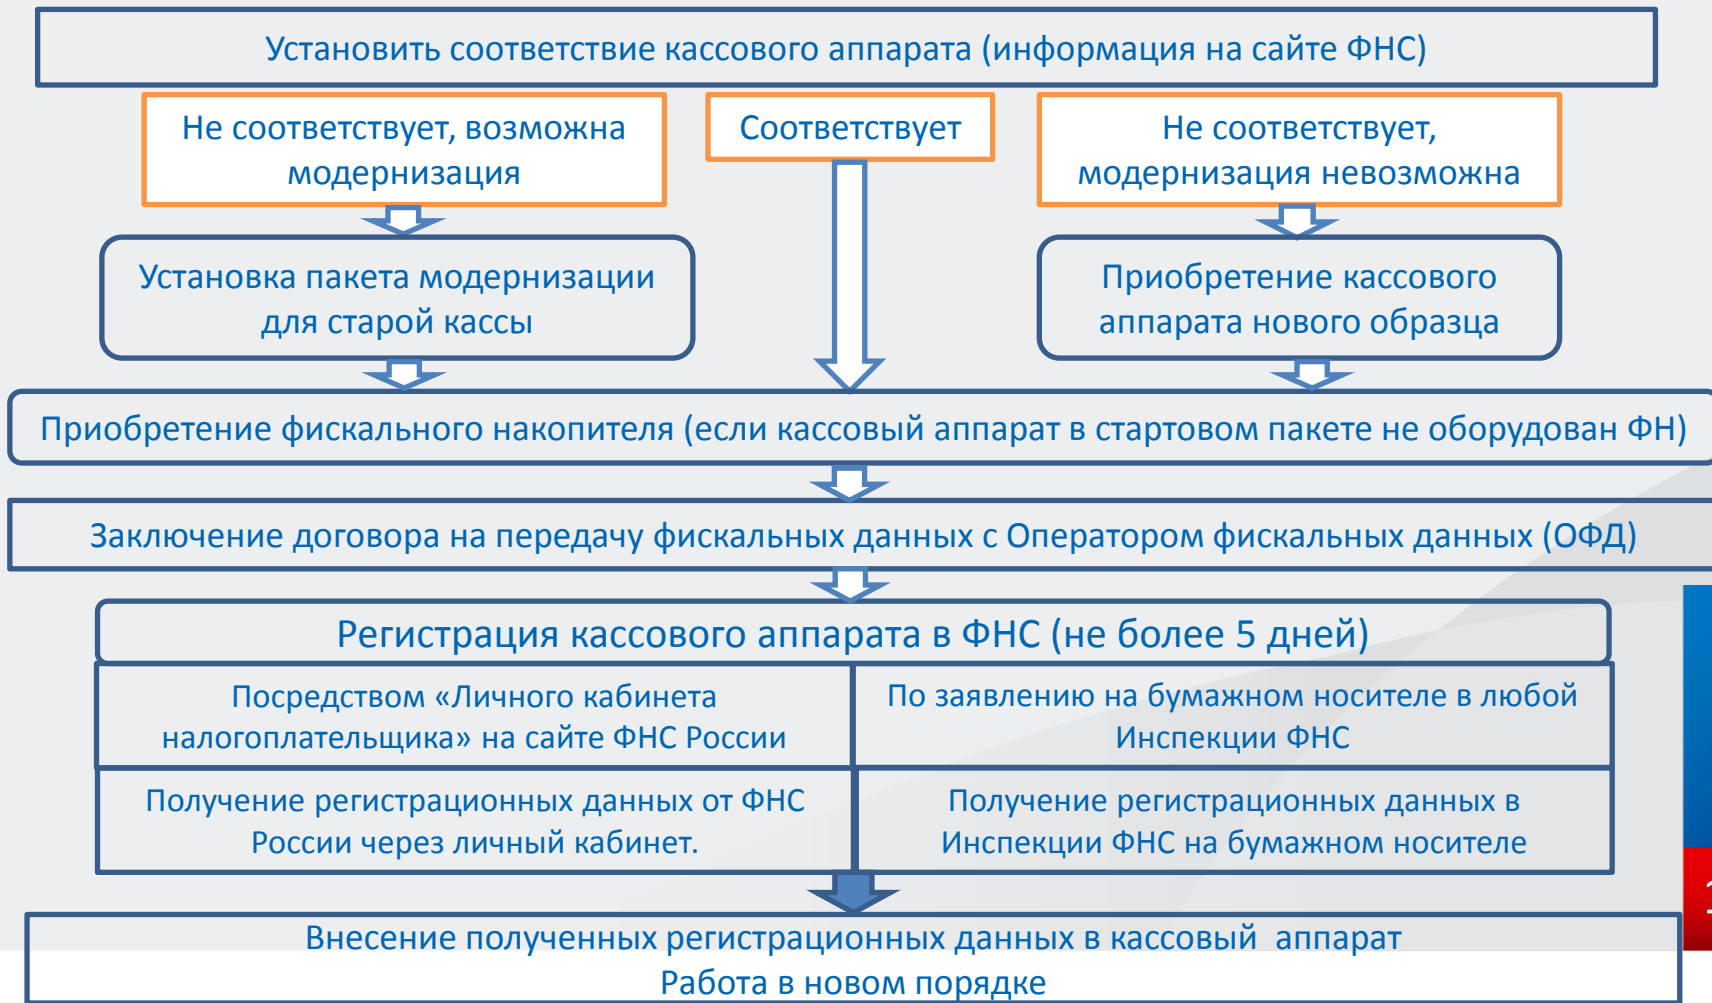 Установить соответствие кассового аппарата (информация на сайте ФНС)
Не соответствует, возможна
модернизация
Соответствует
Не соответствует,
модернизация невозможна
Установка пакета модернизации
для старой кассы
Приобретение кассового
аппарата нового образца
Приобретение фискального накопителя (если кассовый аппарат в стартовом пакете не оборудован ФН)
Заключение договора на передачу фискальных данных с Оператором фискальных данных (ОФД)
Регистрация кассового аппарата в ФНС (не более 5 дней)
Посредством «Личного кабинета
налогоплательщика» на сайте ФНС России
По заявлению на бумажном носителе в любой
Инспекции ФНС
Получение регистрационных данных от ФНС
России через личный кабинет.
Получение регистрационных данных в
Инспекции ФНС на бумажном носителе
Внесение полученных регистрационных данных в кассовый аппарат
Работа в новом порядке